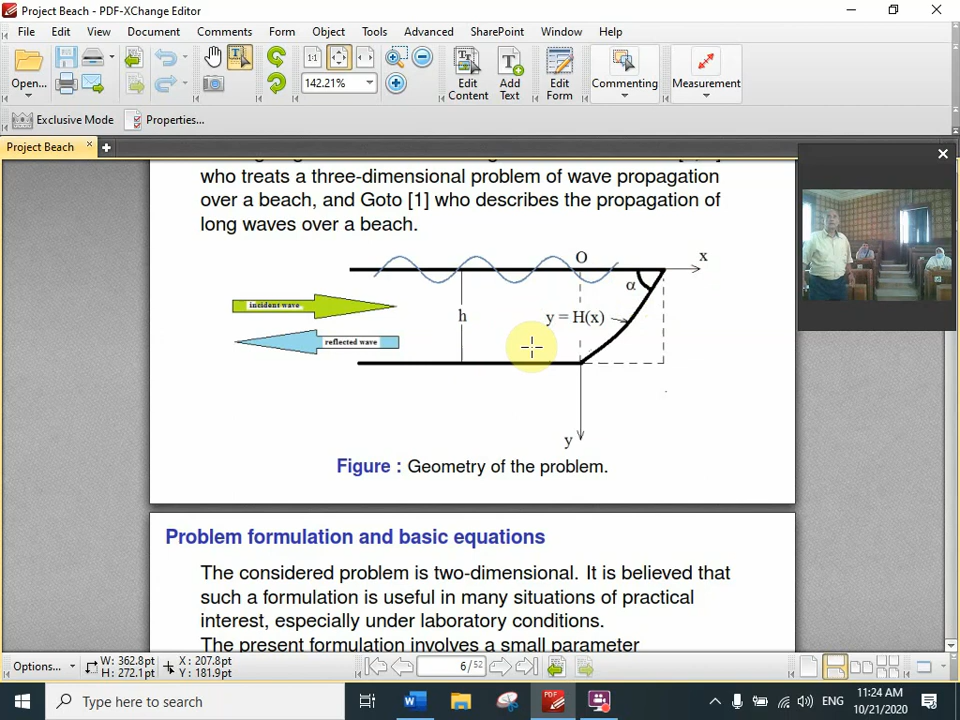 Project Beach - PDF-XChange Editor
File Edit View Document Comments Form Object Tools Advanced SharePoint Window Help
Open...
1:1
142.21%
Edit Content
Add Text
Edit Form
Commenting
Measurement
Exclusive Mode Properties...
Project Beach
who treats a three-dimensional problem of wave propagation
over a beach, and Goto [1] who describes the propagation of
long waves over a beach.
O x
α
incident wave
h
y = H(x)
reflected wave
y
Figure : Geometry of the problem.
Problem formulation and basic equations
The considered problem is two-dimensional. It is believed that
such a formulation is useful in many situations of practical
interest, especially under laboratory conditions.
The present formulation involves a small parameter
Options...
W: 362.8pt
H: 272.1pt
X : 207.8pt
Y : 181.9pt
6 / 52
Type here to search
W
PDF
ENG
11:24 AM
10/21/2020